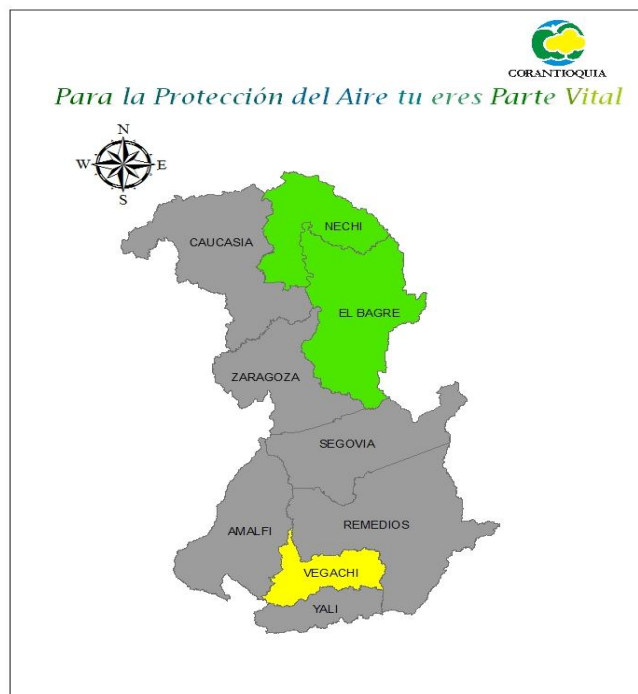 CORANTIOQUIA
Para la Protección del Aire tu eres Parte Vital
N
W E
S
NECHI
CAUCASIA
EL BAGRE
ZARAGOZA
SEGOVIA
AMALFI
REMEDIOS
VEGACHI
YALI